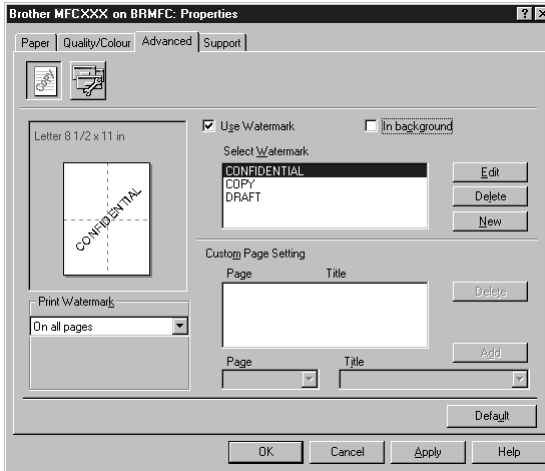 Brother MFCXXX on BRMFC: Properties
Paper Quality/Colour Advanced Support
Copy
Letter 8 1/2 x 11 in
CONFIDENTIAL
Print Watermark
On all pages
Use Watermark In background
Select Watermark
CONFIDENTIAL
COPY
DRAFT
Edit
Delete
New
Custom Page Setting
Page Title
Delete
Add
Page Title
Default
OK Cancel Apply Help